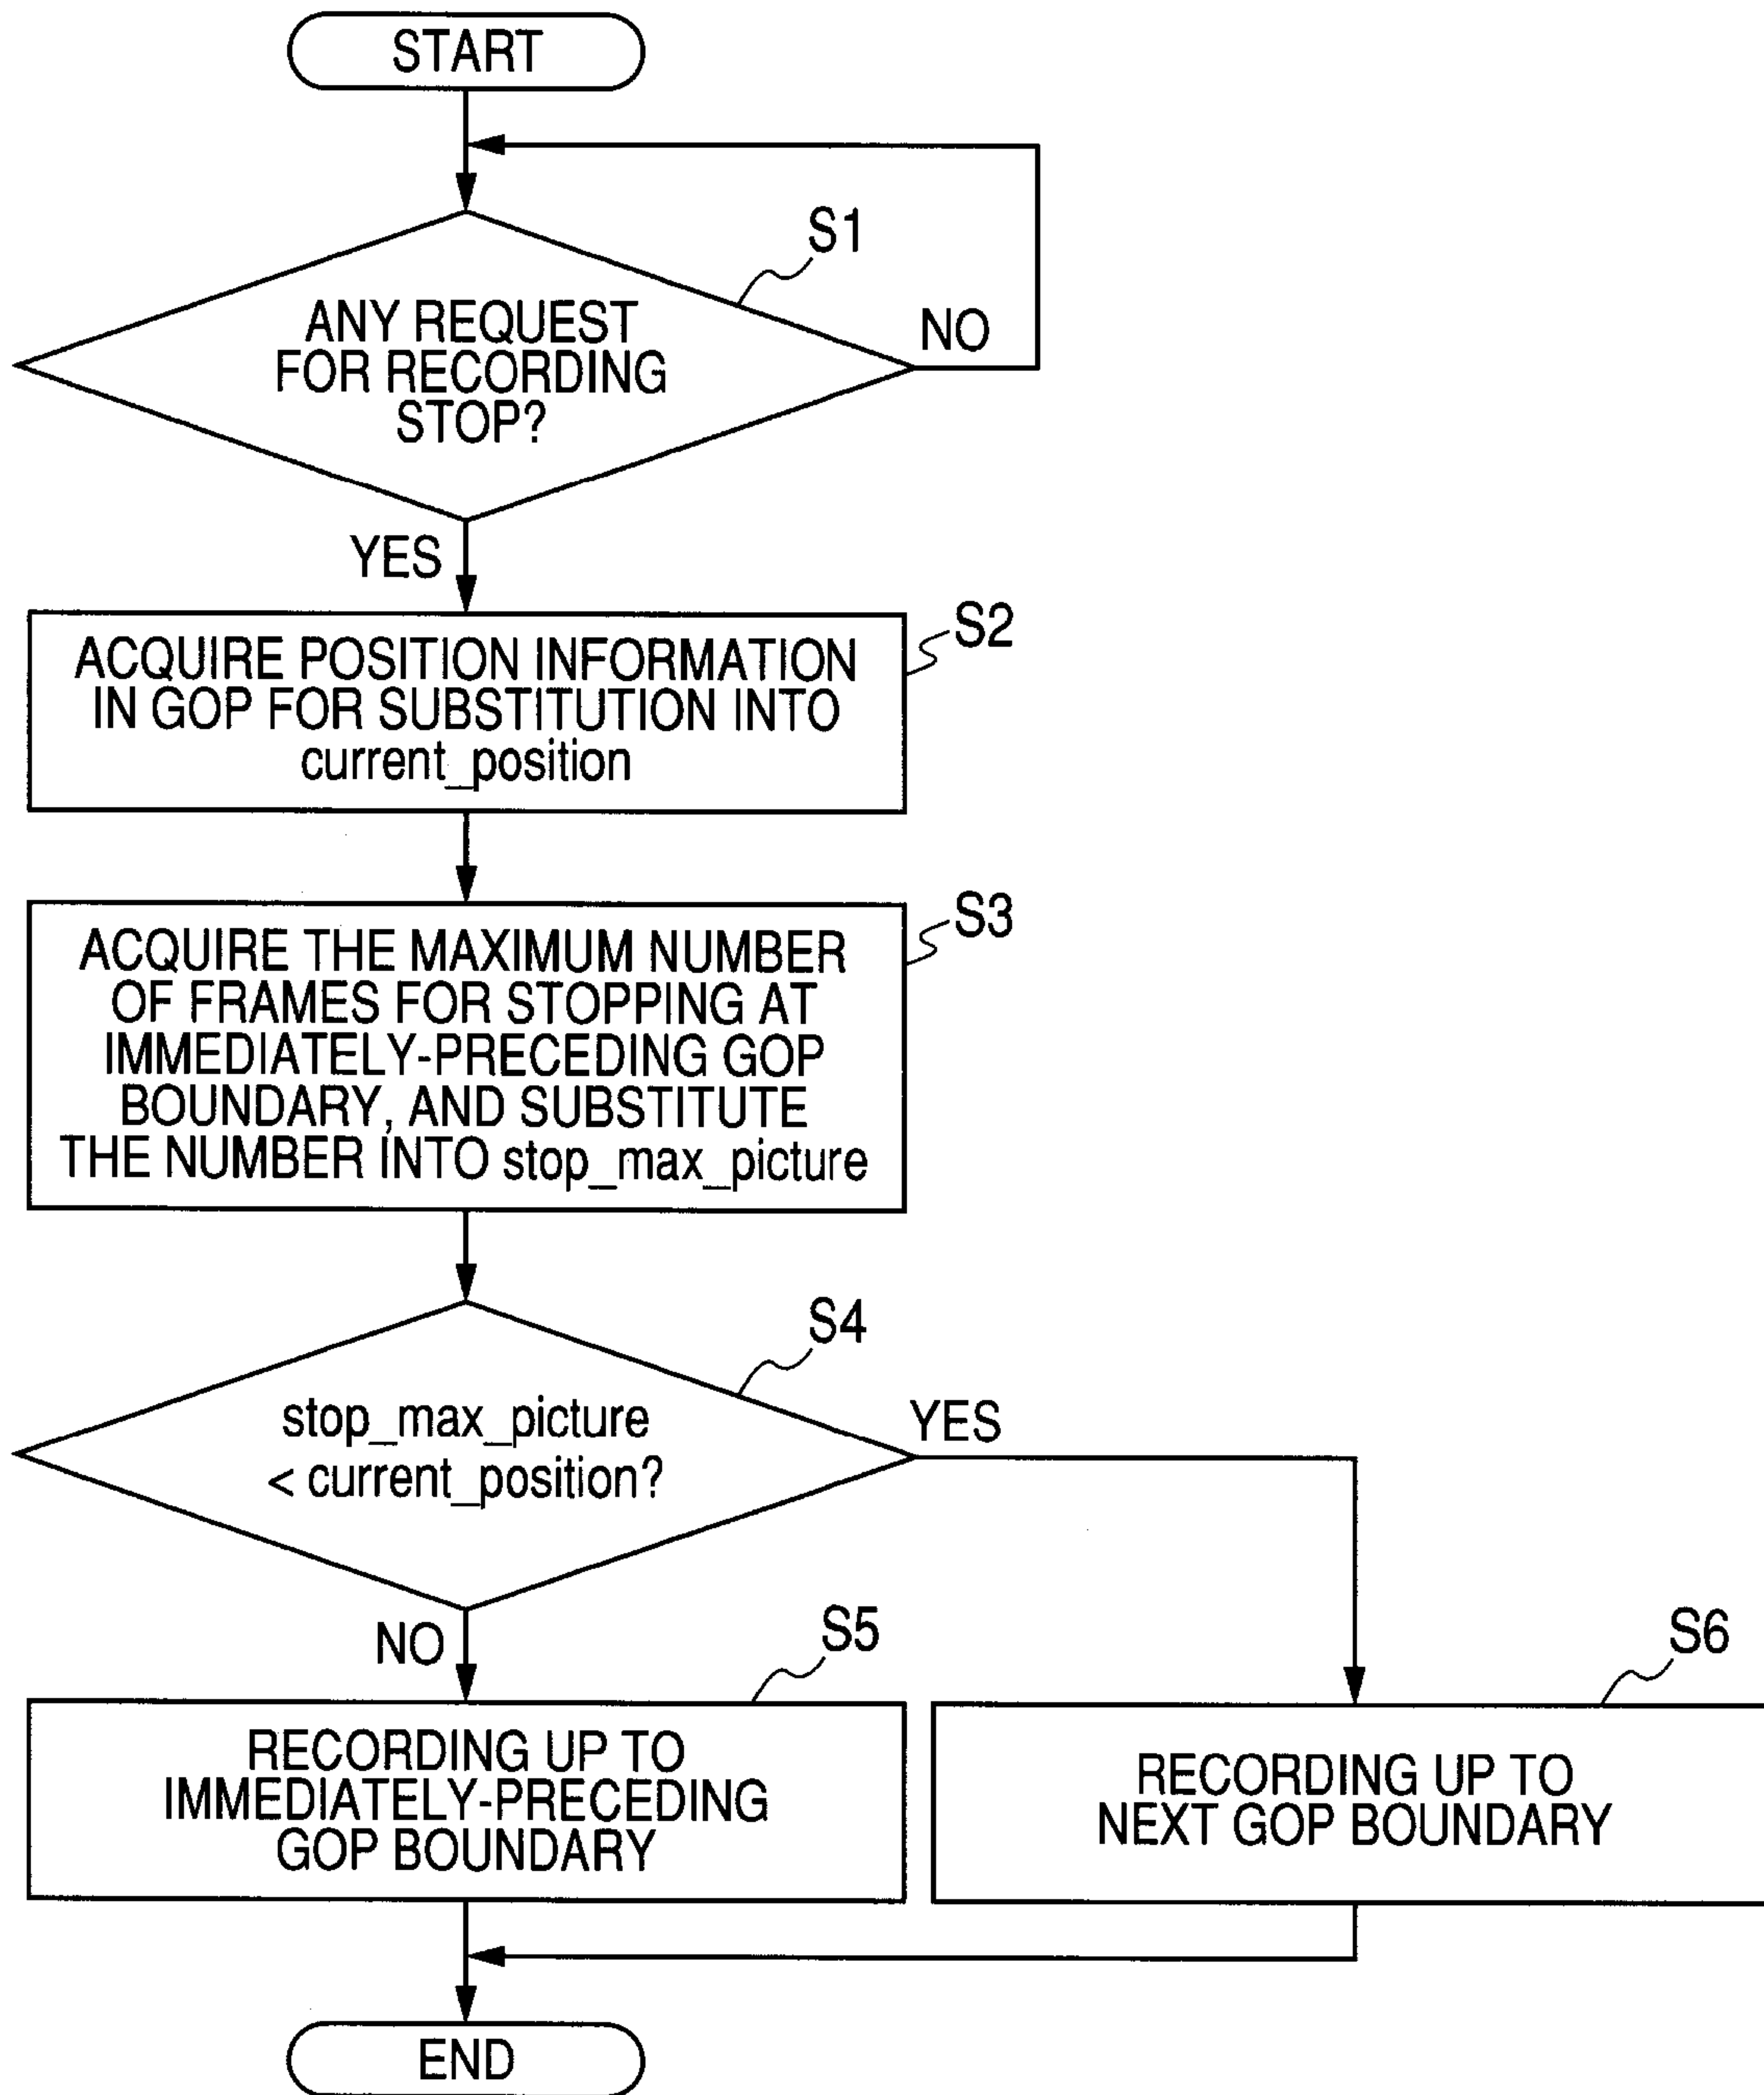 START
S1
ANY REQUEST
FOR RECORDING
STOP?
NO
YES
S2
ACQUIRE POSITION INFORMATION
IN GOP FOR SUBSTITUTION INTO
current_position
S3
ACQUIRE THE MAXIMUM NUMBER
OF FRAMES FOR STOPPING AT
IMMEDIATELY-PRECEDING GOP
BOUNDARY, AND SUBSTITUTE
THE NUMBER INTO stop_max_picture
S4
stop_max_picture
< current_position?
YES
NO
S5
RECORDING UP TO
IMMEDIATELY-PRECEDING
GOP BOUNDARY
S6
RECORDING UP TO
NEXT GOP BOUNDARY
END